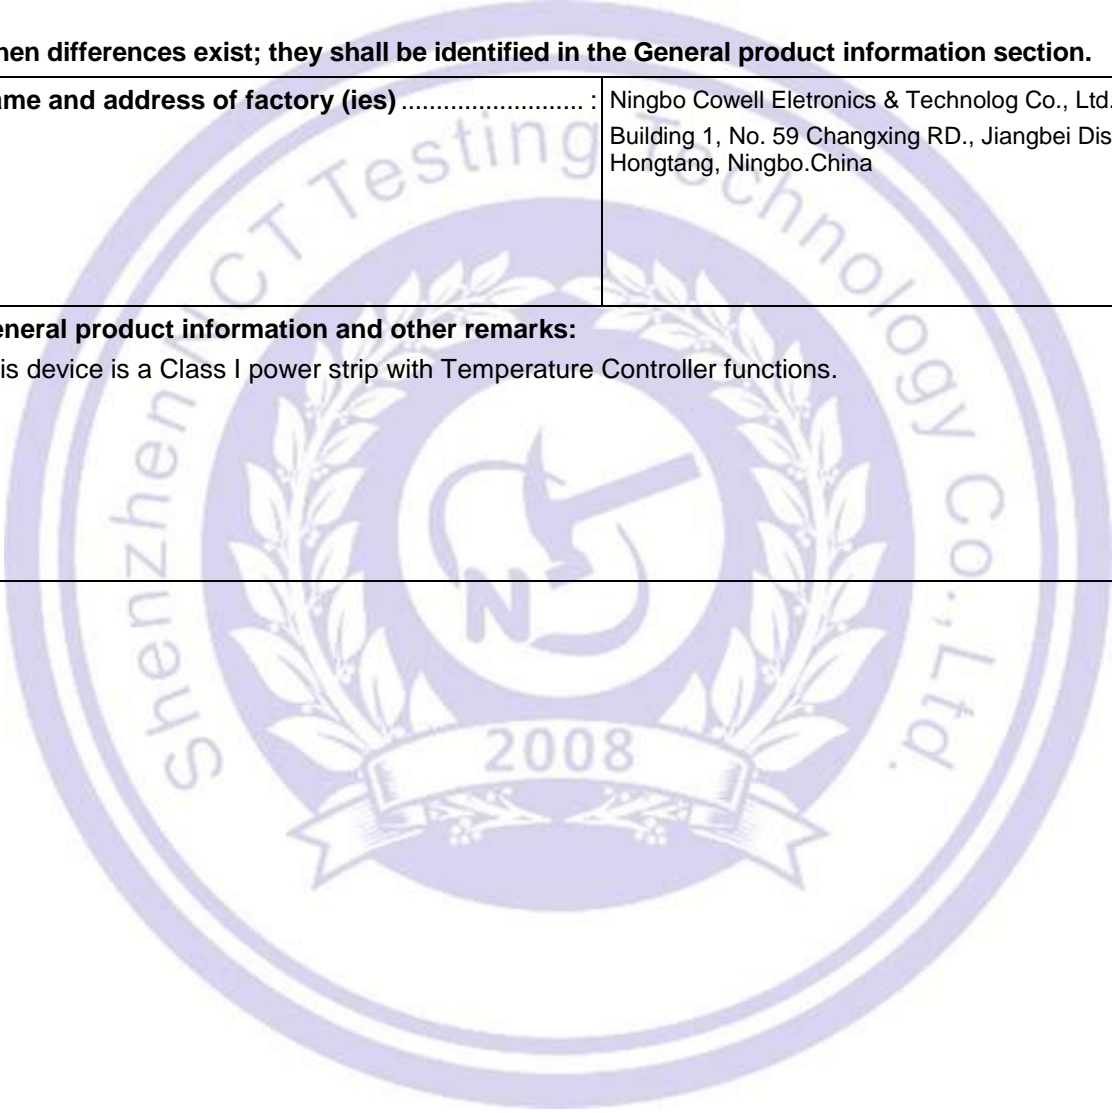 hen differences exist; they shall be identified in the General product information section.
ame and address of factory (ies) .......................... :
Ningbo Cowell Eletronics & Technolog Co., Ltd.
Building 1, No. 59 Changxing RD., Jiangbei Dis
Hongtang, Ningbo.China
eneral product information and other remarks:
is device is a Class I power strip with Temperature Controller functions.
Shenzhen NCT Testing Technology Co.,Ltd.
N
2008